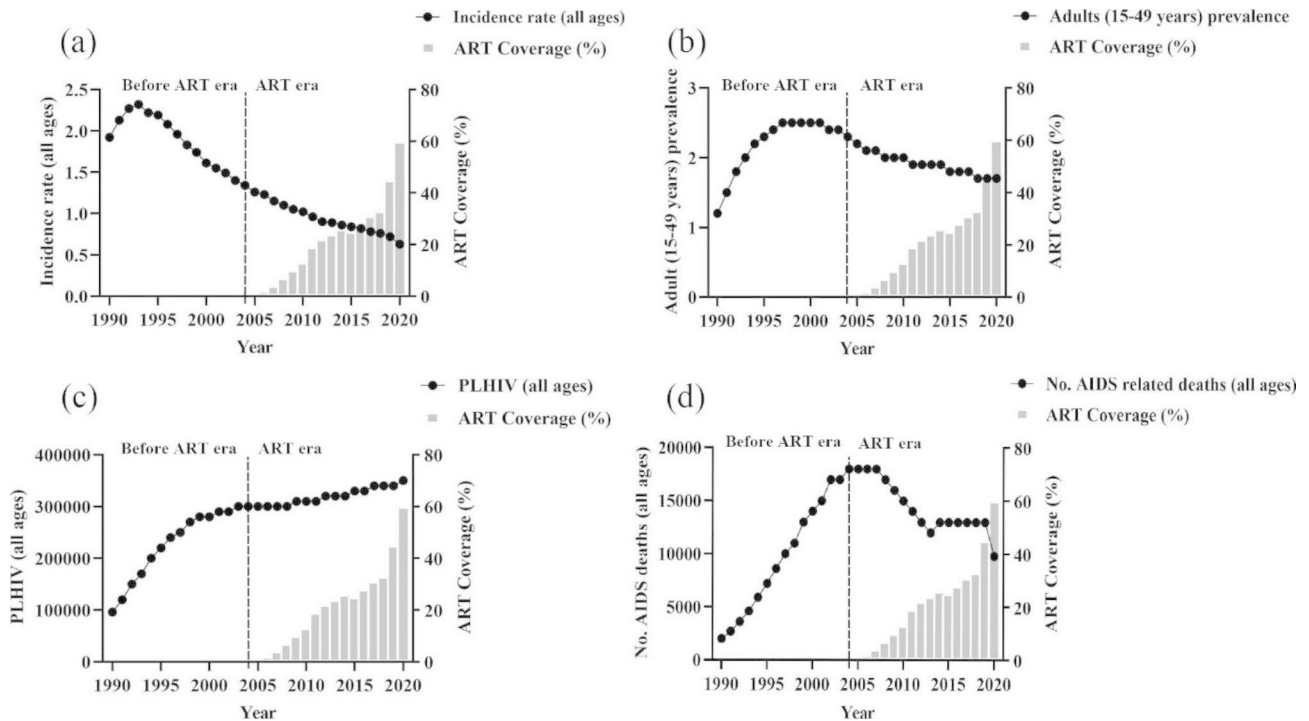 (a)
Incidence rate (all ages)
ART Coverage (%)
Before ART era
ART era
Incidence rate (all ages)
2.5
2.0
1.5
1.0
0.5
0.0
ART Coverage (%)
80
60
40
20
0
1990 1995 2000 2005 2010 2015 2020
Year
(b)
Adults (15-49 years) prevalence
ART Coverage (%)
Before ART era
ART era
Adult (15-49 years) prevalence
3
2
1
0
ART Coverage (%)
80
60
40
20
0
1990 1995 2000 2005 2010 2015 2020
Year
(c)
PLHIV (all ages)
ART Coverage (%)
Before ART era
ART era
PLHIV (all ages)
400000
300000
200000
100000
0
ART Coverage (%)
80
60
40
20
0
1990 1995 2000 2005 2010 2015 2020
Year
(d)
No. AIDS related deaths (all ages)
ART Coverage (%)
Before ART era
ART era
No. AIDS deaths (all ages)
20000
15000
10000
5000
0
ART Coverage (%)
80
60
40
20
0
1990 1995 2000 2005 2010 2015 2020
Year